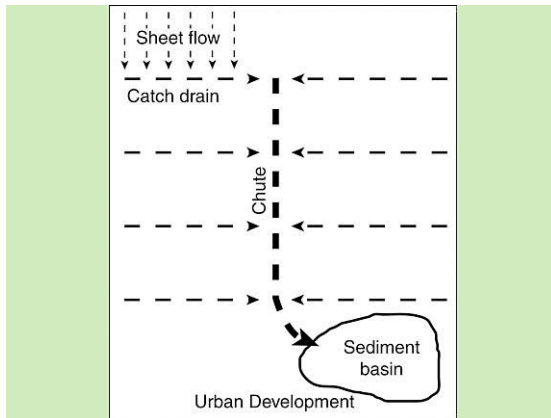 Sheet flow
Catch drain
Chute
Sediment
basin
Urban Development